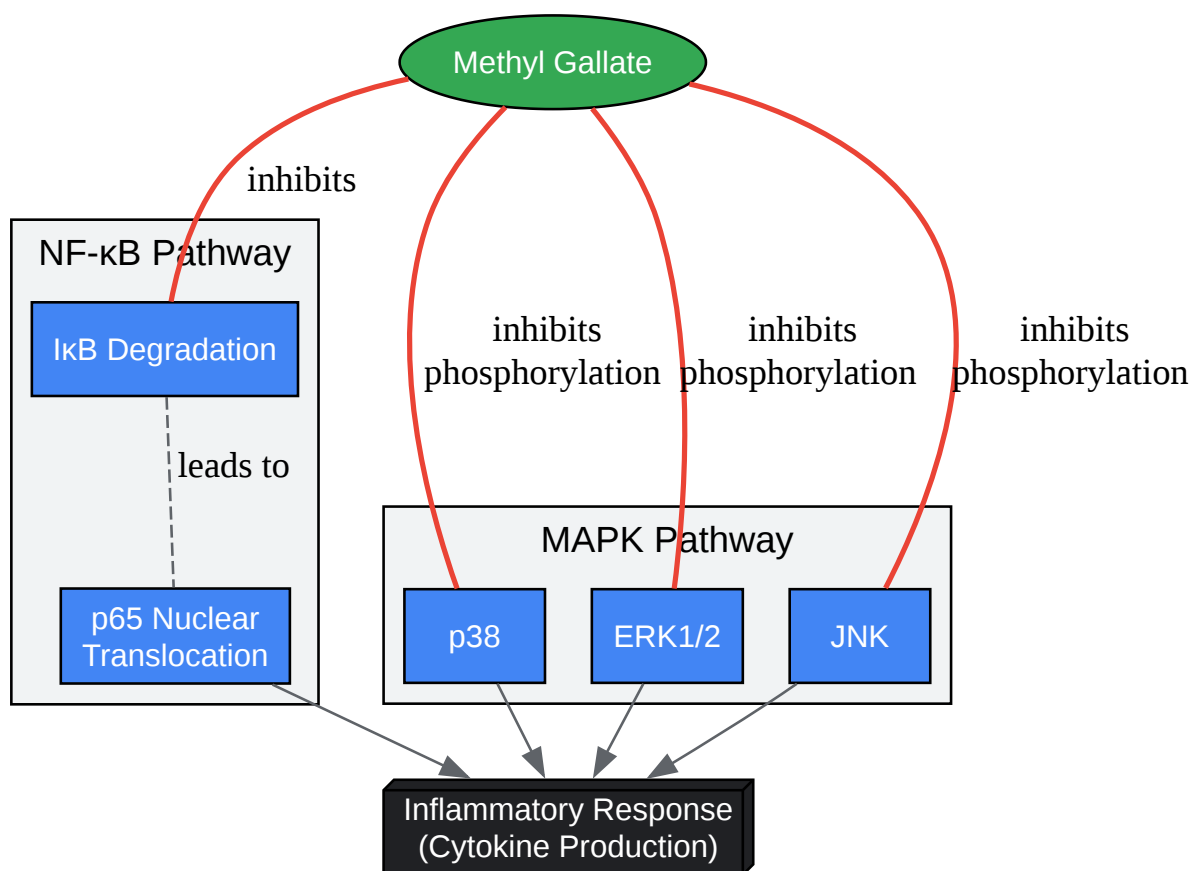 Methyl Gallate
inhibits
NF-κB Pathway
IκB Degradation
inhibits
phosphorylation
inhibits
phosphorylation
inhibits
phosphorylation
leads to
MAPK Pathway
p65 Nuclear
Translocation
p38
ERK1/2
JNK
Inflammatory Response
(Cytokine Production)